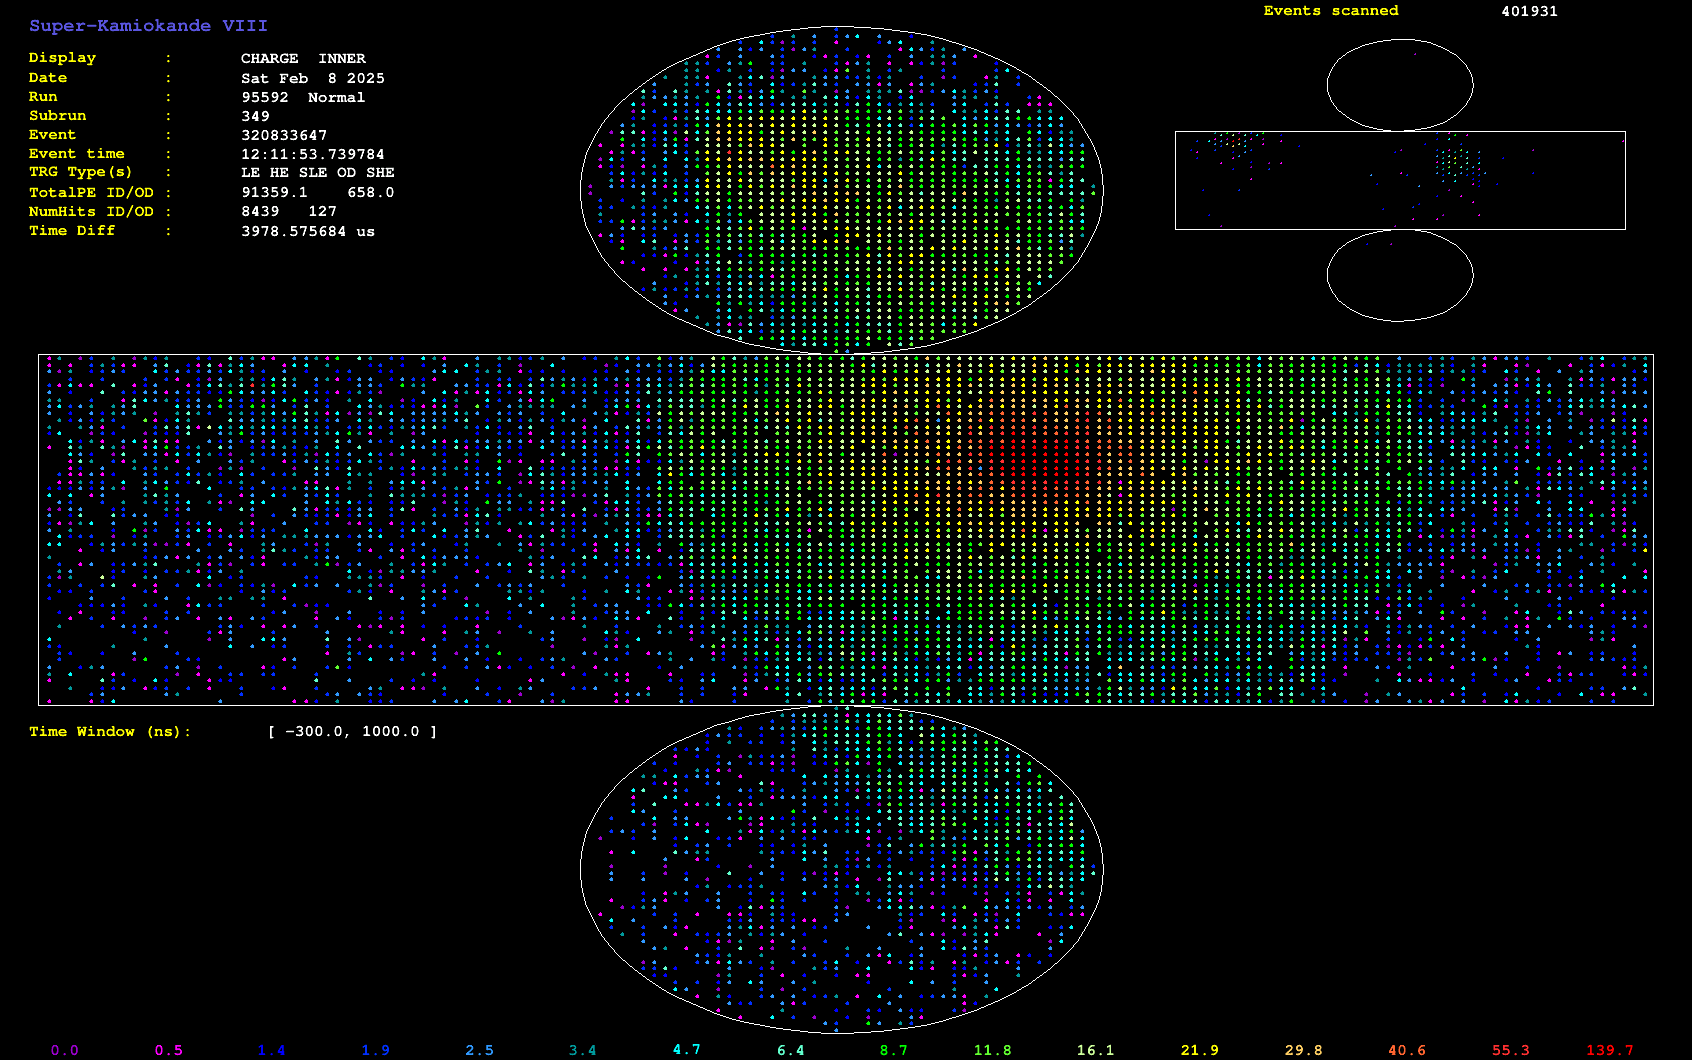 Super-Kamiokande VIII
Display : CHARGE INNER
Date : Sat Feb 8 2025
Run : 95592 Normal
Subrun : 349
Event : 320833647
Event time : 12:11:53.739784
TRG Type(s) : LE HE SLE OD SHE
TotalPE ID/OD : 91359.1 658.0
NumHits ID/OD : 8439 127
Time Diff : 3978.575684 us
Events scanned 401931
Time Window (ns): [ -300.0, 1000.0 ]
0.0 0.5 1.4 1.9 2.5 3.4 4.7 6.4 8.7 11.8 16.1 21.9 29.8 40.6 55.3 139.7